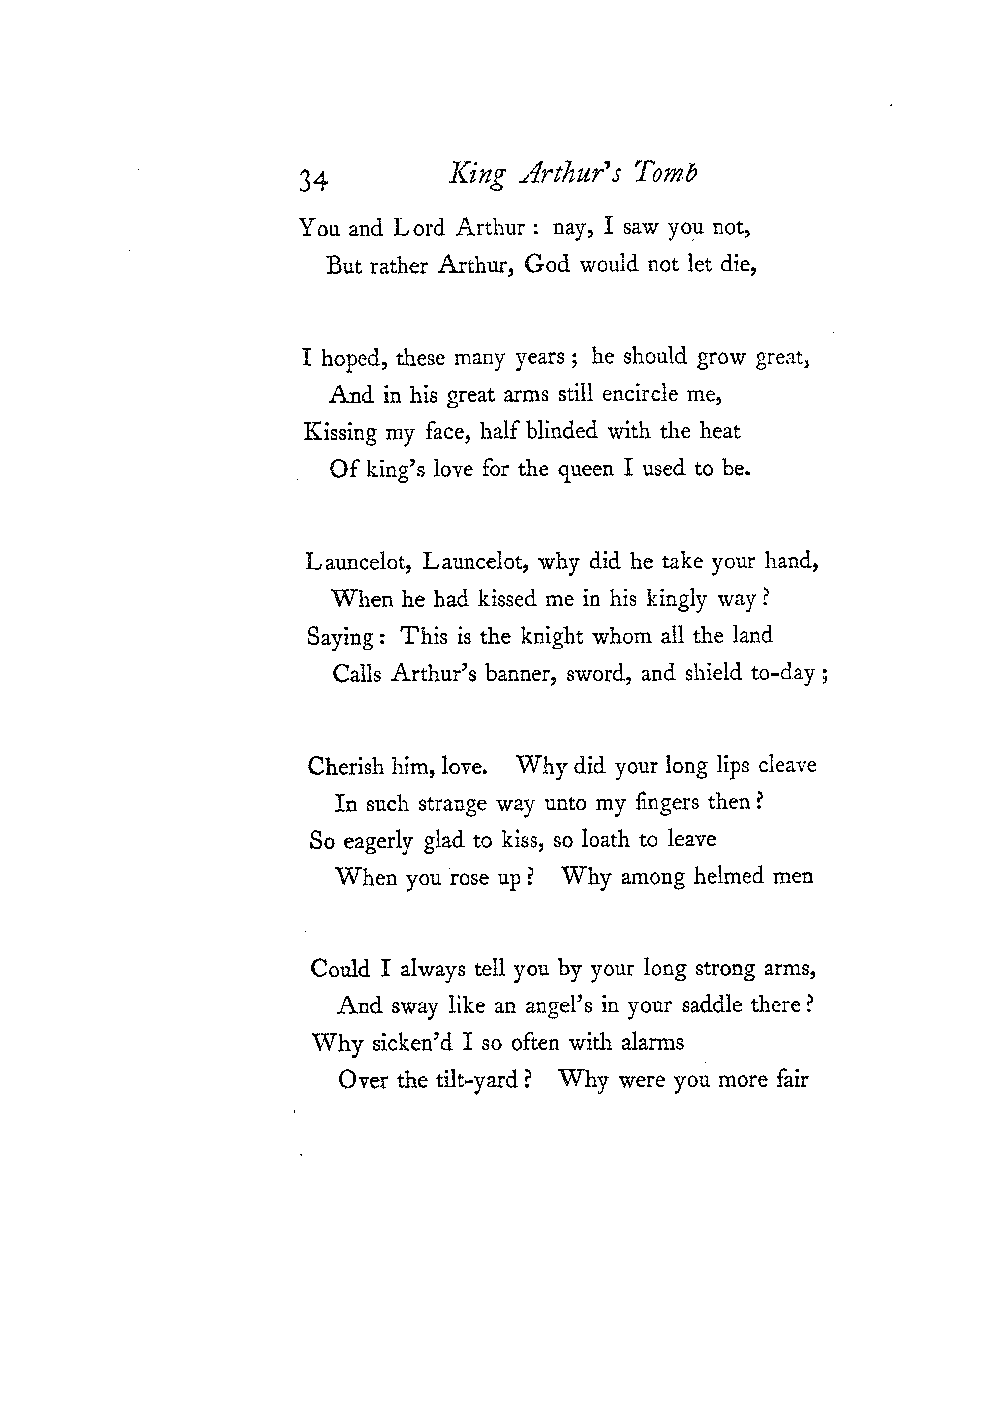 34 King Arthur's Tomb
You and Lord Arthur : nay, I saw you not,
But rather Arthur, God would not let die,
I hoped, these many years ; he should grow great,
And in his great arms still encircle me,
Kissing my face, half blinded with the heat
Of king's love for the queen I used to be.
Launcelot, Launcelot, why did he take your hand,
When he had kissed me in his kingly way ?
Saying : This is the knight whom all the land
Calls Arthur's banner, sword, and shield to-day ;
Cherish him, love. Why did your long lips cleave
In such strange way unto my fingers then ?
So eagerly glad to kiss, so loath to leave
When you rose up ? Why among helmed men
Could I always tell you by your long strong arms,
And sway like an angel's in your saddle there ?
Why sicken'd I so often with alarms
Over the tilt-yard ? Why were you more fair